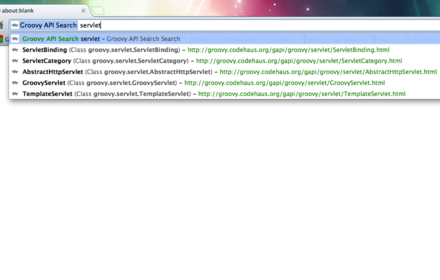 about:blank
Groovy API Search servlet
Groovy API Search servlet - Groovy API Search Search
ServletBinding (Class groovy.servlet.ServletBinding) - http://groovy.codehaus.org/gapi/groovy/servlet/ServletBinding.html
ServletCategory (Class groovy.servlet.ServletCategory) - http://groovy.codehaus.org/gapi/groovy/servlet/ServletCategory.html
AbstractHttpServlet (Class groovy.servlet.AbstractHttpServlet) - http://groovy.codehaus.org/gapi/groovy/servlet/AbstractHttpServlet.html
GroovyServlet (Class groovy.servlet.GroovyServlet) - http://groovy.codehaus.org/gapi/groovy/servlet/GroovyServlet.html
TemplateServlet (Class groovy.servlet.TemplateServlet) - http://groovy.codehaus.org/gapi/groovy/servlet/TemplateServlet.html